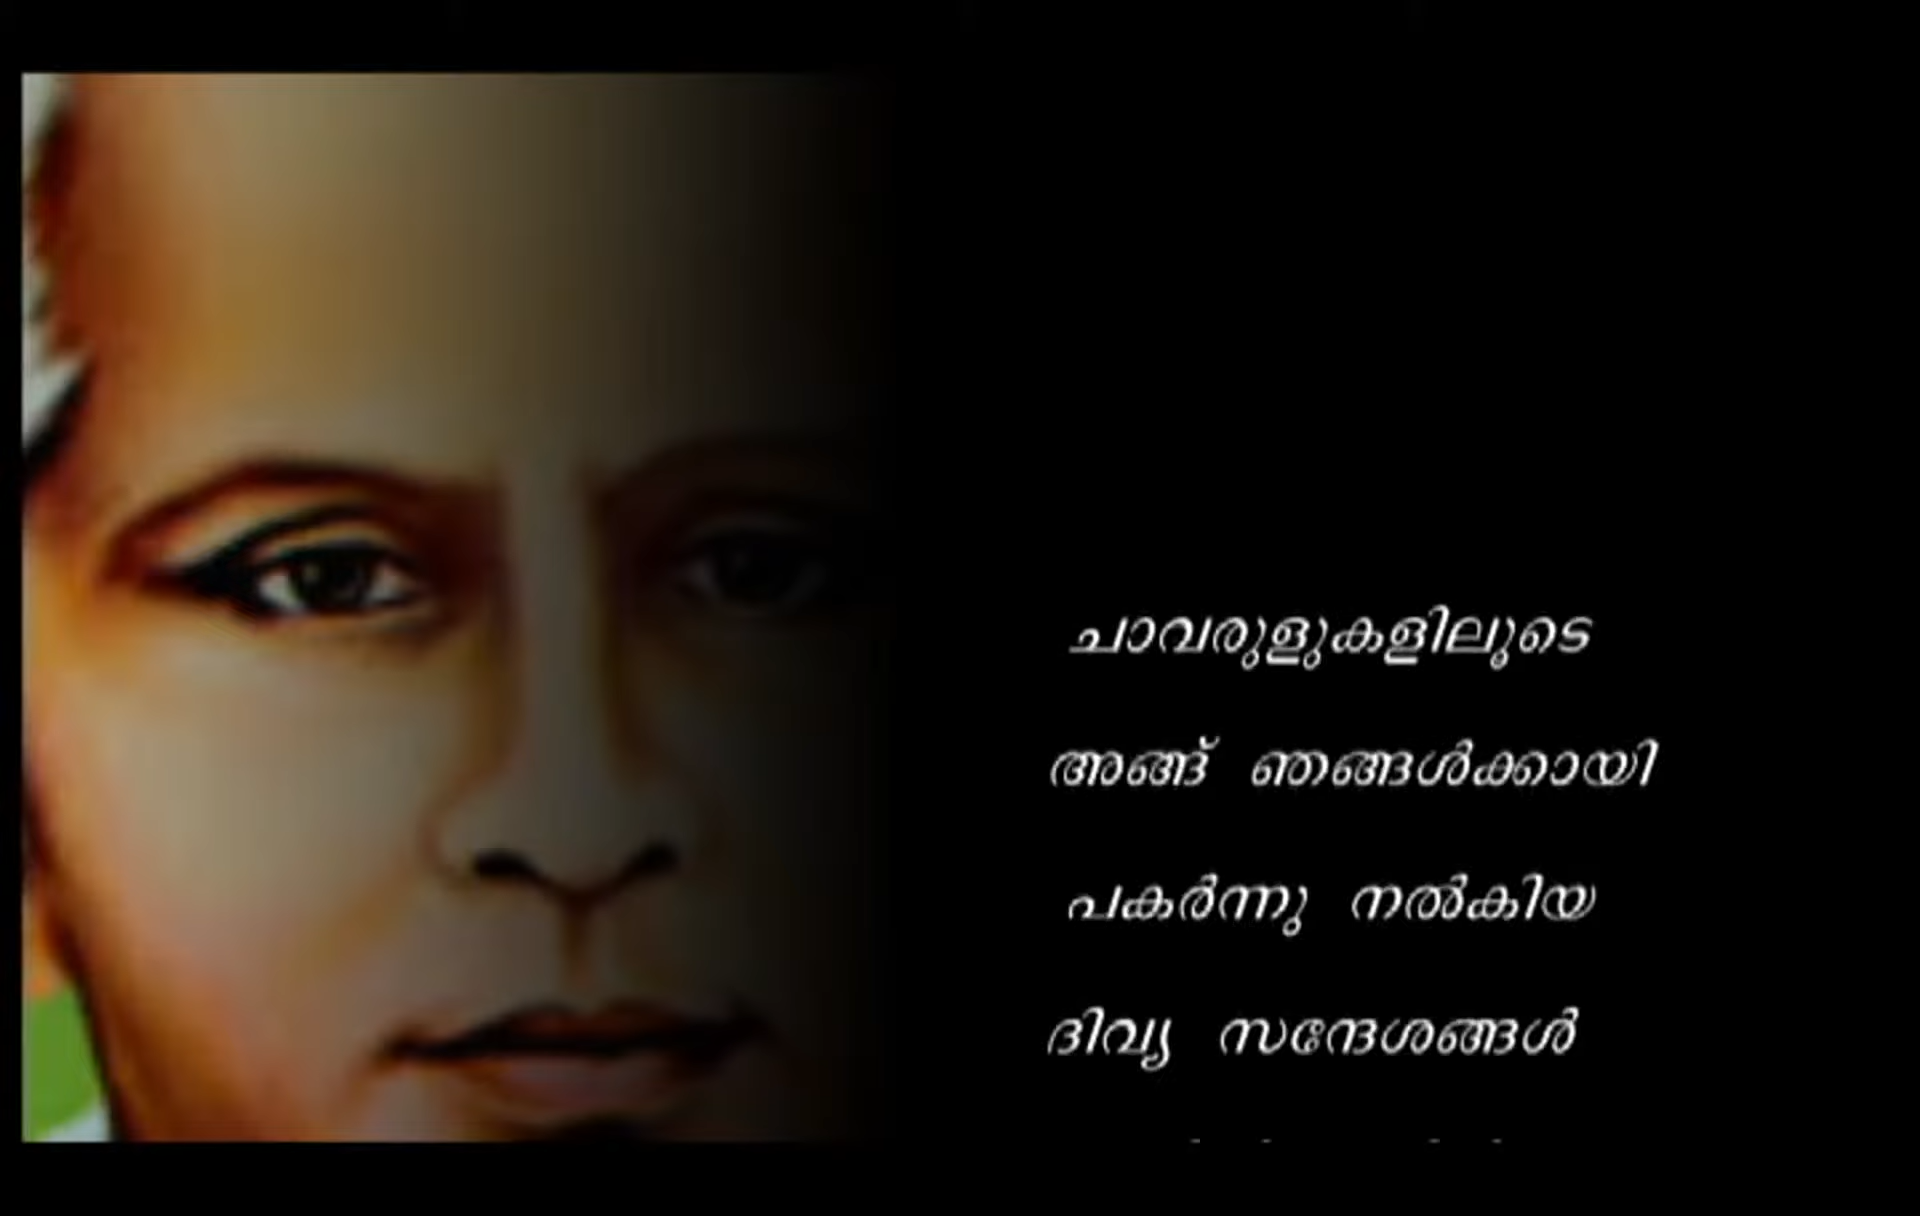 ചാവരുളുകളിലൂടെ
അങ്ങ് ഞങ്ങൾക്കായി
പകർന്നു നൽകിയ
ദിവ്യ സന്ദേശങ്ങൾ